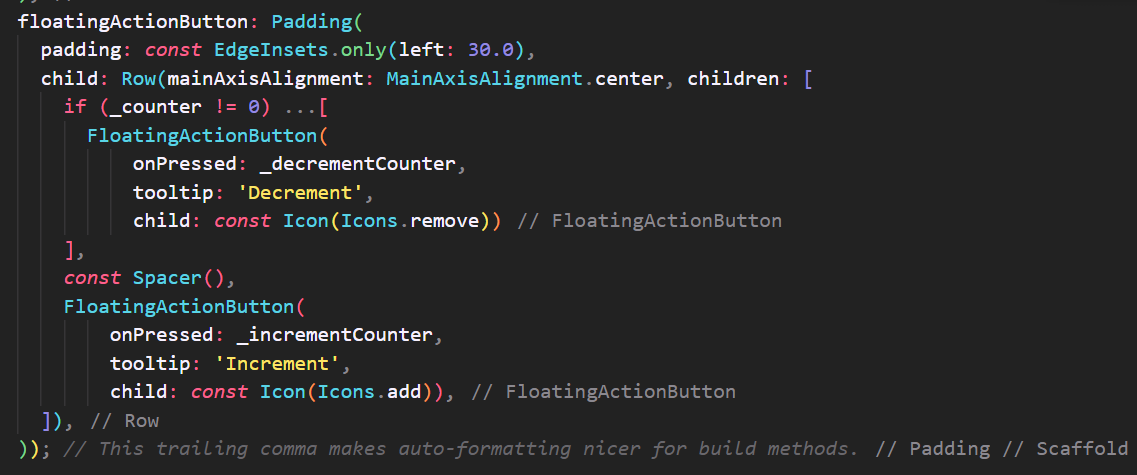 floatingActionButton: Padding(
  padding: const EdgeInsets.only(left: 30.0),
  child: Row(mainAxisAlignment: MainAxisAlignment.center, children: [
    if (_counter != 0) ...[
      FloatingActionButton(
          onPressed: _decrementCounter,
          tooltip: 'Decrement',
          child: const Icon(Icons.remove)) // FloatingActionButton
    ],
    const Spacer(),
    FloatingActionButton(
        onPressed: _incrementCounter,
        tooltip: 'Increment',
        child: const Icon(Icons.add)), // FloatingActionButton
  ]), // Row
)); // This trailing comma makes auto-formatting nicer for build methods. // Padding // Scaffold